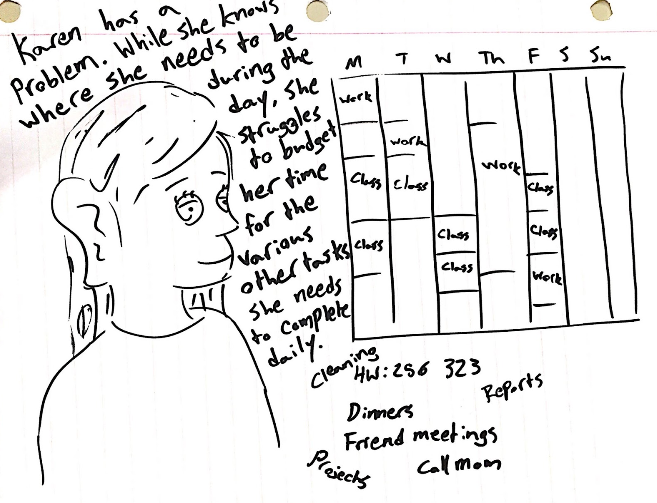 Karen has a
Problem. While she knows
where she needs to be
during the
day, she
struggles
to budget
her time
for the
various
other tasks
she needs
to complete
daily.
M T W Th F S Su
Work
Work
Work
Class
Class
Class
Class
Class
Class
Class
Work
Cleaning
HW: 256 323
Reports
Dinners
Friend meetings
Projects
Call Mom